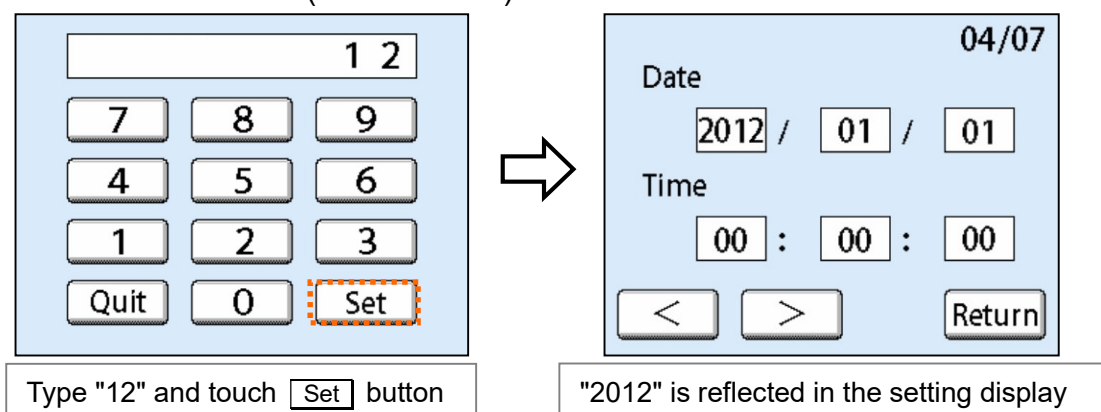 1 2
7 8 9
4 5 6
1 2 3
Quit 0 Set
Type "12" and touch Set button
04/07
Date
2012 / 01 / 01
Time
00 : 00 : 00
< >
Return
"2012" is reflected in the setting display